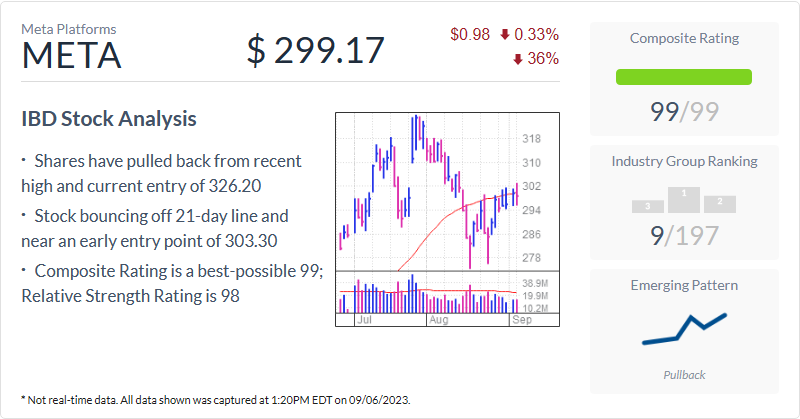 Meta Platforms
META
$ 299.17
$0.98 0.33%
36%
IBD Stock Analysis
· Shares have pulled back from recent
high and current entry of 326.20
· Stock bouncing off 21-day line and
near an early entry point of 303.30
· Composite Rating is a best-possible 99;
Relative Strength Rating is 98
318
310
302
294
286
278
38.9M
19.9M
10.2M
Jul Aug Sep
Composite Rating
99/99
Industry Group Ranking
3 1 2
9/197
Emerging Pattern
Pullback
* Not real-time data. All data shown was captured at 1:20PM EDT on 09/06/2023.